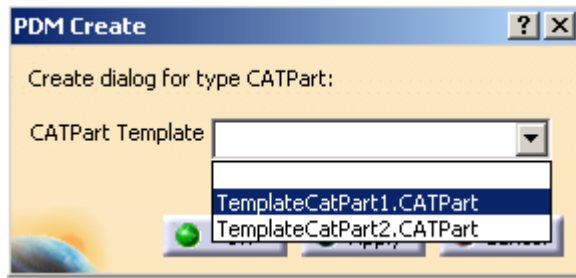 PDM Create
Create dialog for type CATPart:
CATPart Template
TemplateCatPart1.CATPart
TemplateCatPart2.CATPart